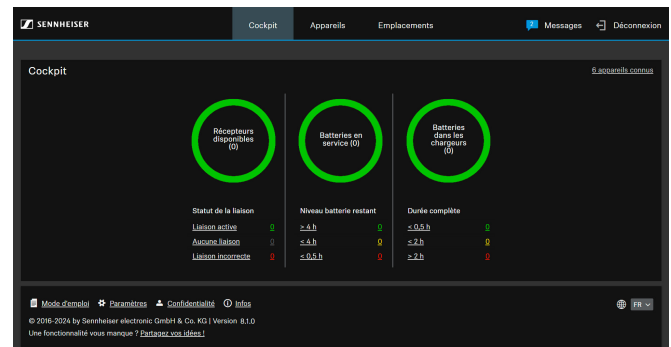 SENNHEISER
Cockpit
Appareils
Emplacements
2
Messages
Déconnexion
Cockpit
6 appareils connus
Récepteurs
disponibles
(0)
Batteries en
service (0)
Batteries
dans les
chargeurs
(0)
Statut de la liaison
Liaison active 0
Aucune liaison 0
Liaison incorrecte 0
Niveau batterie restant
> 4 h 0
< 4 h 0
< 0,5 h 0
Durée complète
< 0,5 h 0
< 2 h 0
> 2 h 0
Mode d'emploi Paramètres Confidentialité Infos
FR
© 2016-2024 by Sennheiser electronic GmbH & Co. KG | Version 8.1.0
Une fonctionnalité vous manque ? Partagez vos idées !